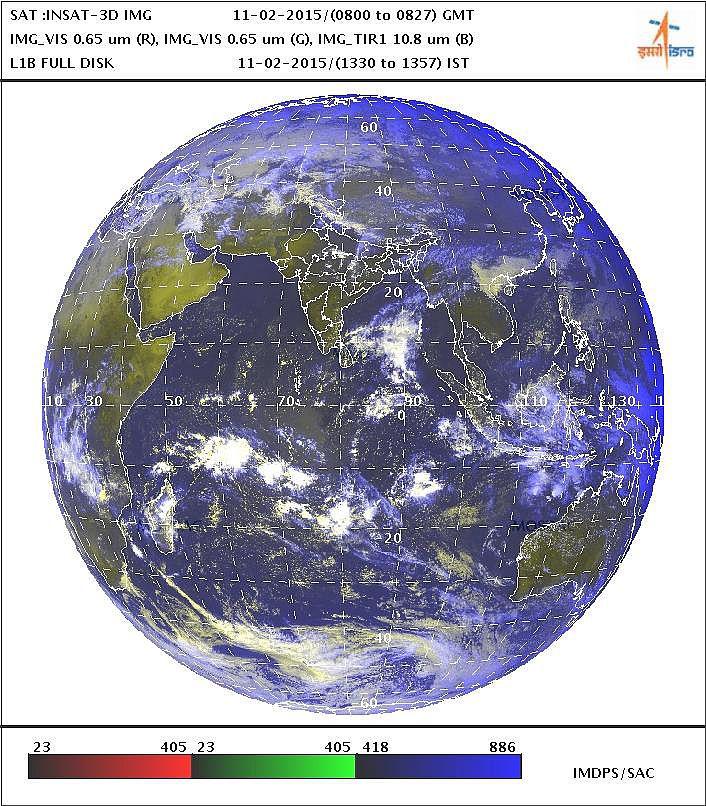 SAT :INSAT-3D IMG 11-02-2015/(0800 to 0827) GMT
IMG_VIS 0.65 um (R), IMG_VIS 0.65 um (G), IMG_TIR1 10.8 um (B)
L1B FULL DISK 11-02-2015/(1330 to 1357) IST
इसरो isro
60
40
20
10 30 50 70 90 110 130 1
0
-20
-40
-60
23 405 23 405 418 886
IMDPS/SAC